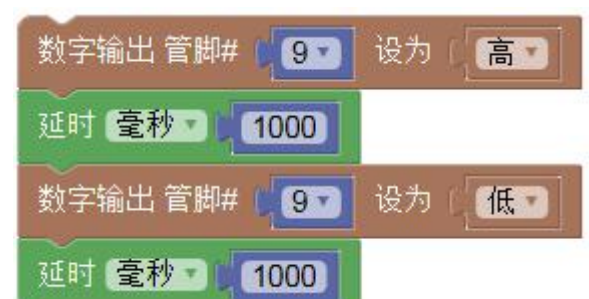 数字输出 管脚# 9 设为 高
延时 毫秒 1000
数字输出 管脚# 9 设为 低
延时 毫秒 1000